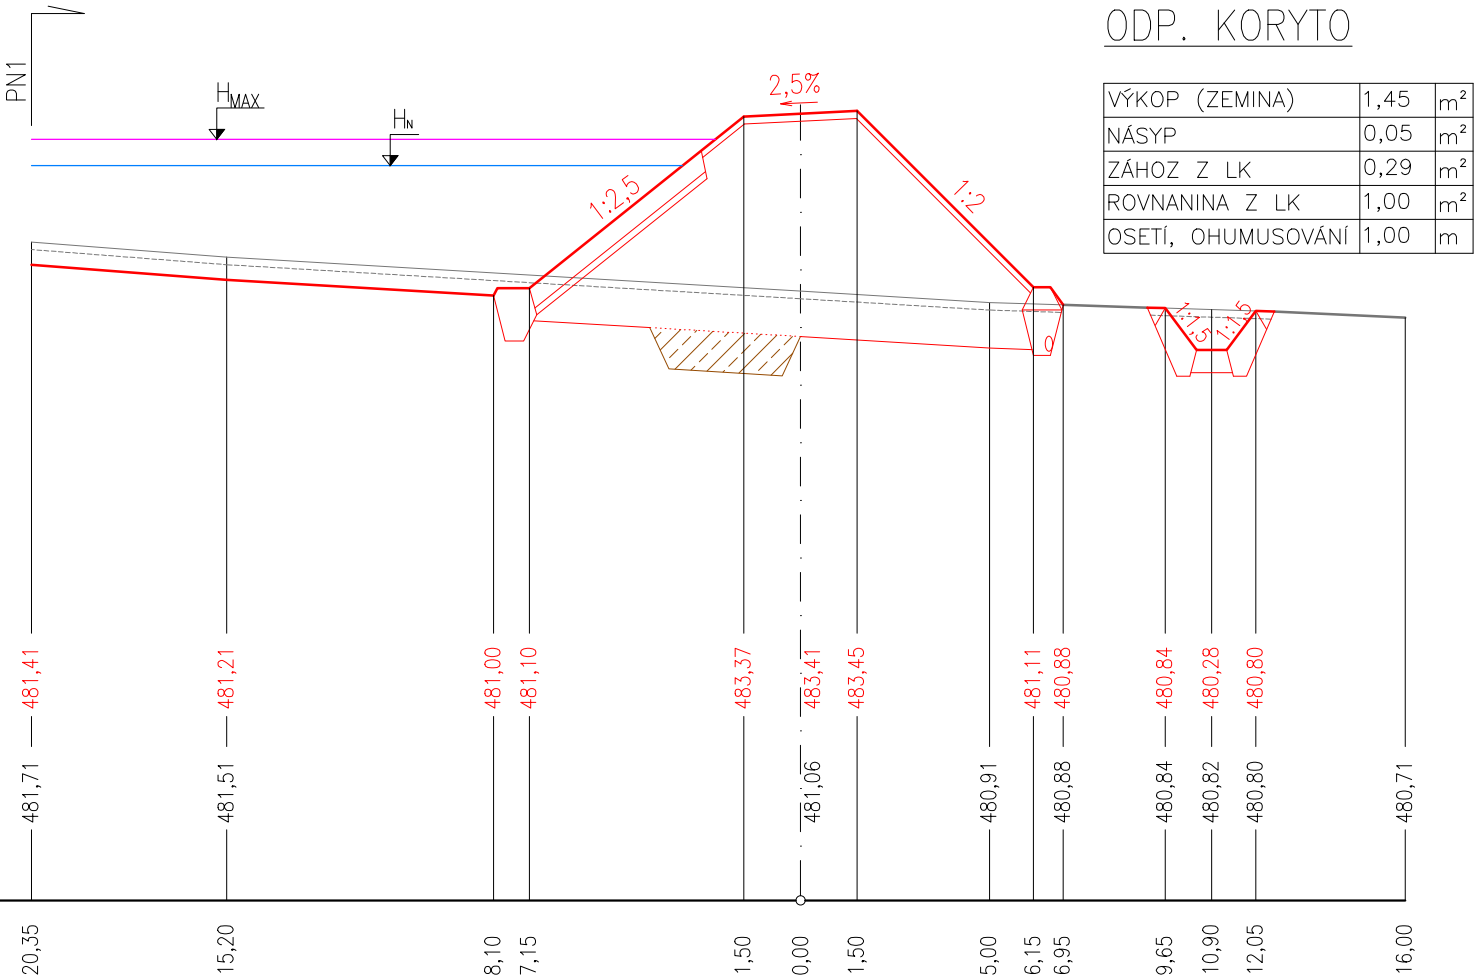 ODP. KORYTO
VÝKOP (ZEMINA) 1,45 m²
NÁSYP 0,05 m²
ZÁHOZ Z LK 0,29 m²
ROVNANINA Z LK 1,00 m²
OSETÍ, OHUMUSOVÁNÍ 1,00 m
PN1
HMAX
HN
2,5%
1:2,5
1:2
1:1,5
1:1,5
481,41 481,21 481,00 481,10 483,37 483,41 483,45 481,11 480,88 480,84 480,28 480,80
481,71 481,51 481,06 480,91 480,88 480,84 480,82 480,80 480,71
20,35 15,20 8,10 7,15 1,50 0,00 1,50 5,00 6,15 6,95 9,65 10,90 12,05 16,00